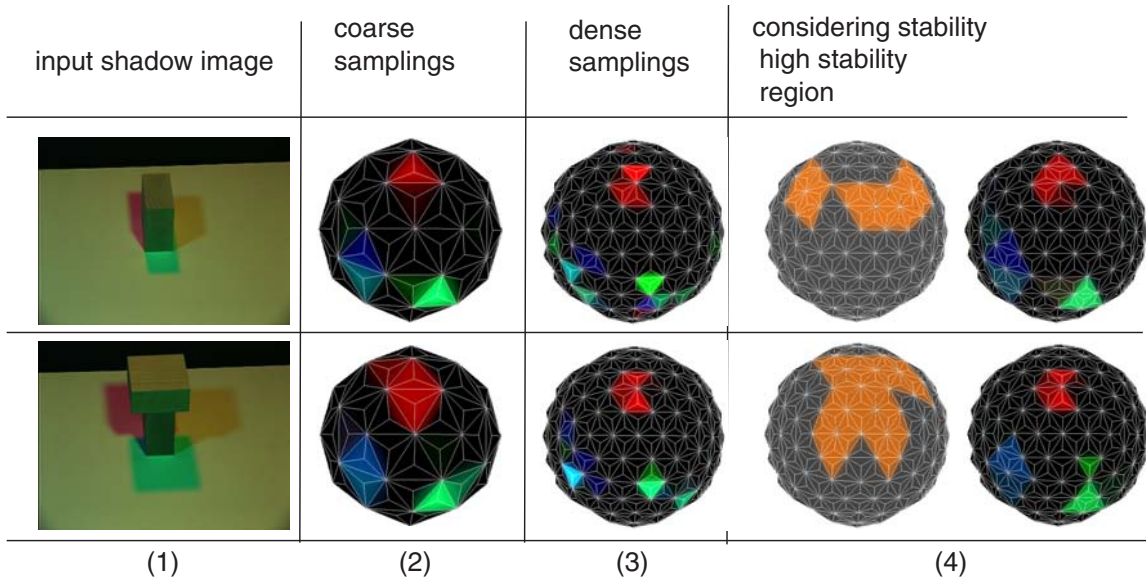 input shadow image
coarse
samplings
dense
samplings
considering stability
high stability
region
(1)
(2)
(3)
(4)